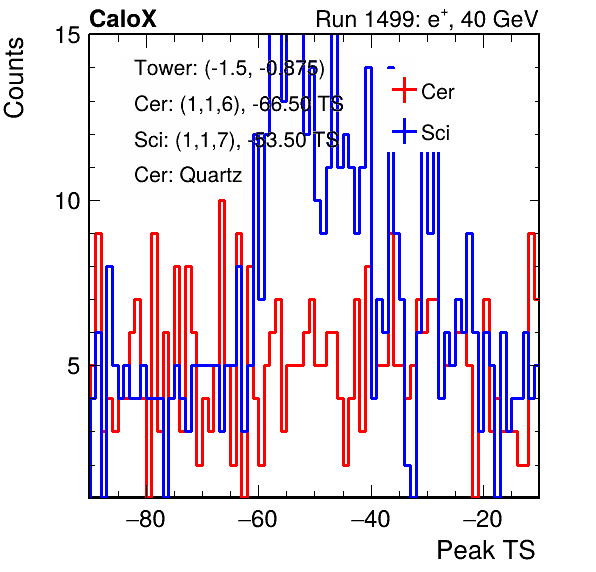 CaloX Run 1499: e⁺, 40 GeV
Counts
15
10
5
Tower: (-1.5, -0.875)
Cer: (1,1,6), -66.50 TS
Sci: (1,1,7), -53.50 TS
Cer: Quartz
Cer
Sci
−80 −60 −40 −20
Peak TS